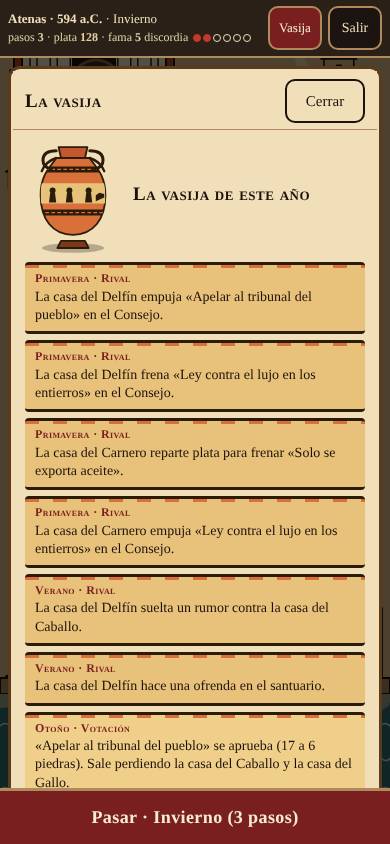 Atenas · 594 a.C. · Invierno
pasos 3 · plata 128 · fama 5 discordia
Vasija
Salir
La vasija
Cerrar
La vasija de este año
Primavera · Rival
La casa del Delfín empuja «Apelar al tribunal del
pueblo» en el Consejo.
Primavera · Rival
La casa del Delfín frena «Ley contra el lujo en los
entierros» en el Consejo.
Primavera · Rival
La casa del Carnero reparte plata para frenar «Solo se
exporta aceite».
Primavera · Rival
La casa del Carnero empuja «Ley contra el lujo en los
entierros» en el Consejo.
Verano · Rival
La casa del Delfín suelta un rumor contra la casa del
Caballo.
Verano · Rival
La casa del Delfín hace una ofrenda en el santuario.
Otoño · Votación
«Apelar al tribunal del pueblo» se aprueba (17 a 6
piedras). Sale perdiendo la casa del Caballo y la casa del
Gallo.
Pasar · Invierno (3 pasos)